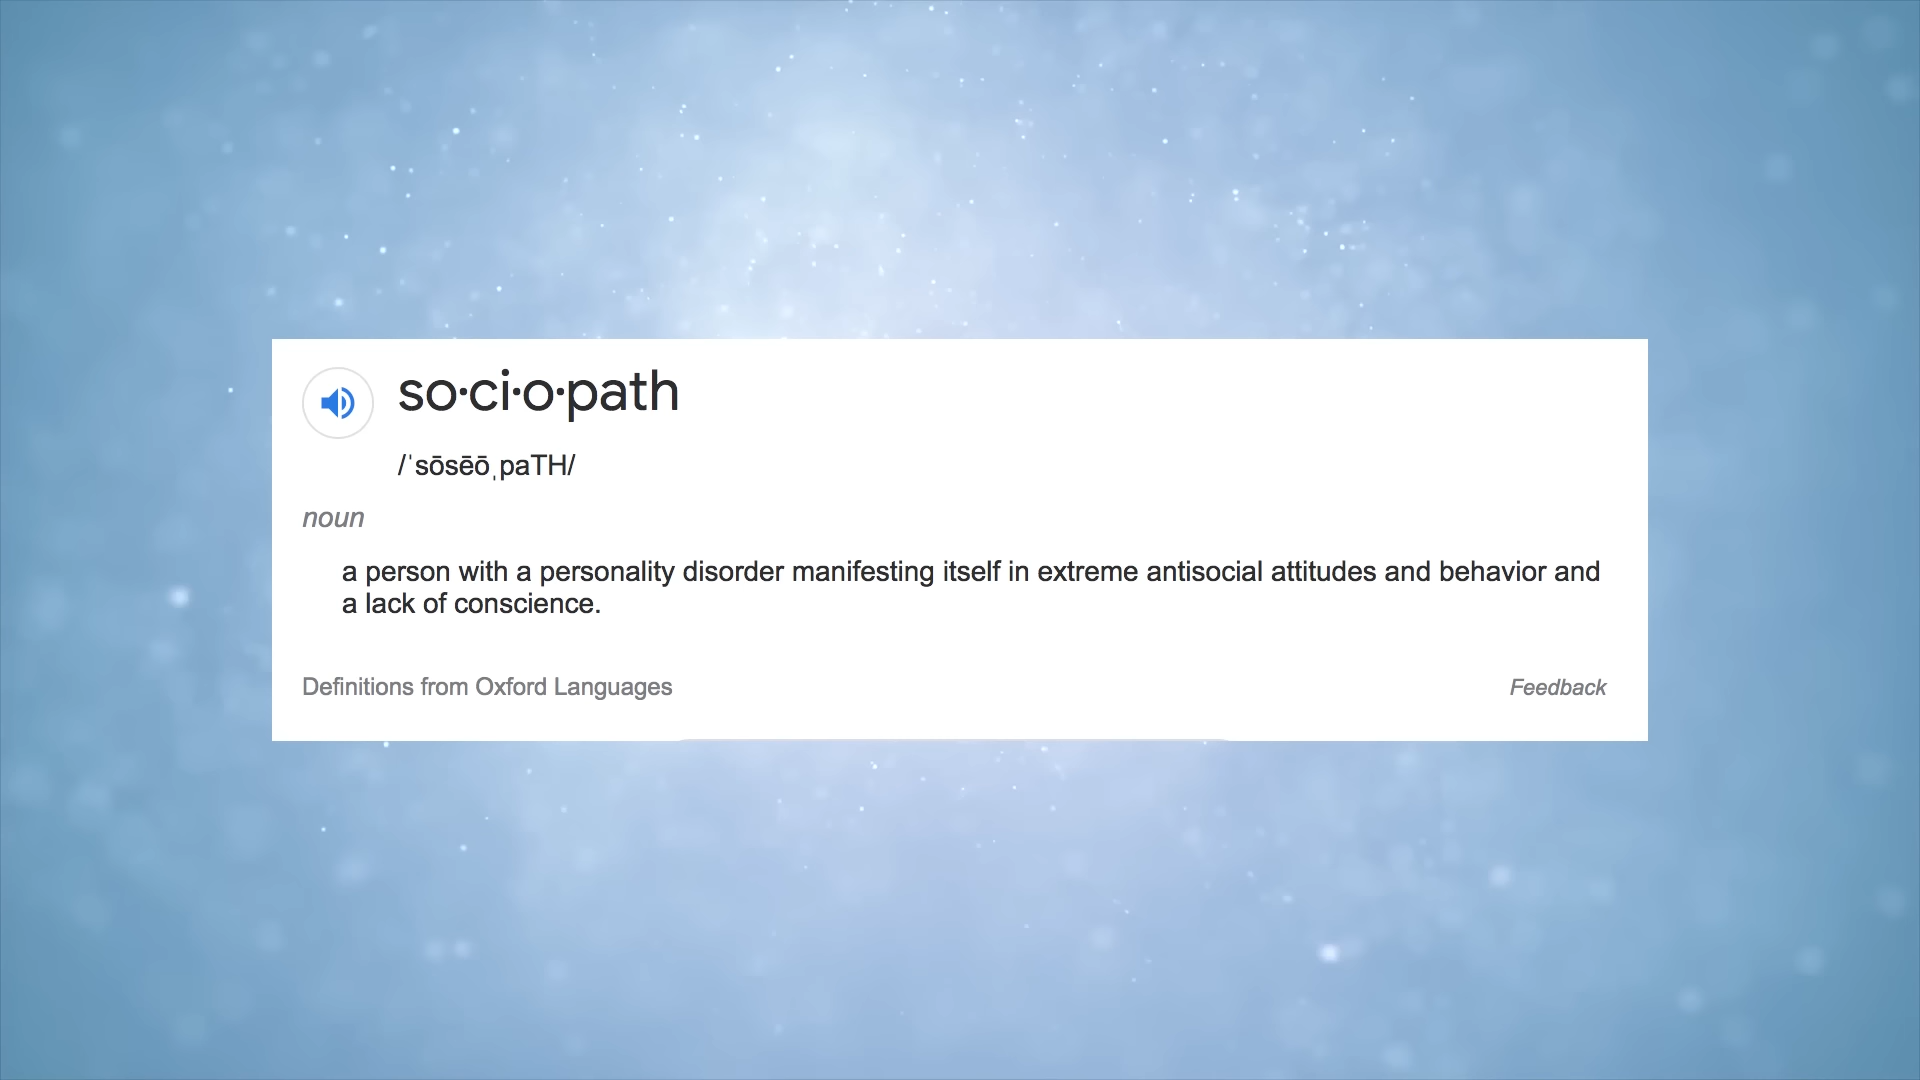 so·ci·o·path
/ˈsōsēōˌpaTH/
noun
a person with a personality disorder manifesting itself in extreme antisocial attitudes and behavior and
a lack of conscience.
Definitions from Oxford Languages
Feedback